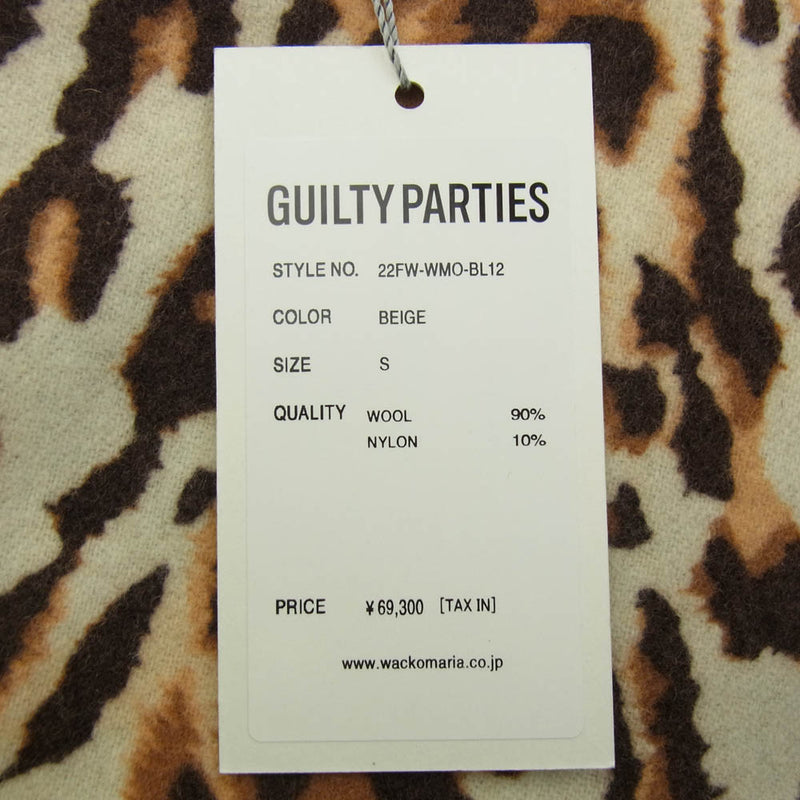 GUILTY PARTIES
STYLE NO. 22FW-WMO-BL12
COLOR BEIGE
SIZE S
QUALITY WOOL 90%
NYLON 10%
PRICE ¥69,300 [TAX IN]
www.wackomaria.co.jp